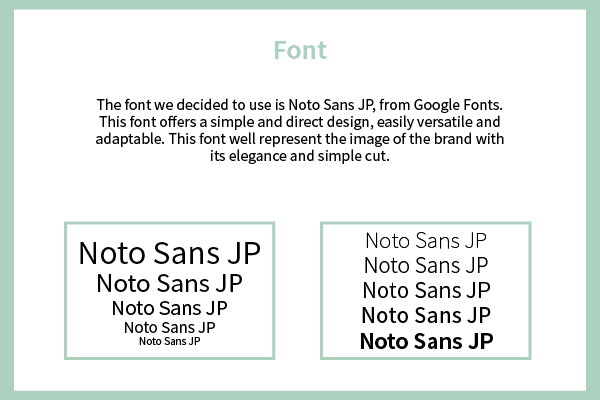 Font
The font we decided to use is Noto Sans JP, from Google Fonts.
This font offers a simple and direct design, easily versatile and
adaptable. This font well represent the image of the brand with
its elegance and simple cut.
Noto Sans JP
Noto Sans JP
Noto Sans JP
Noto Sans JP
Noto Sans JP
Noto Sans JP
Noto Sans JP
Noto Sans JP
Noto Sans JP
Noto Sans JP